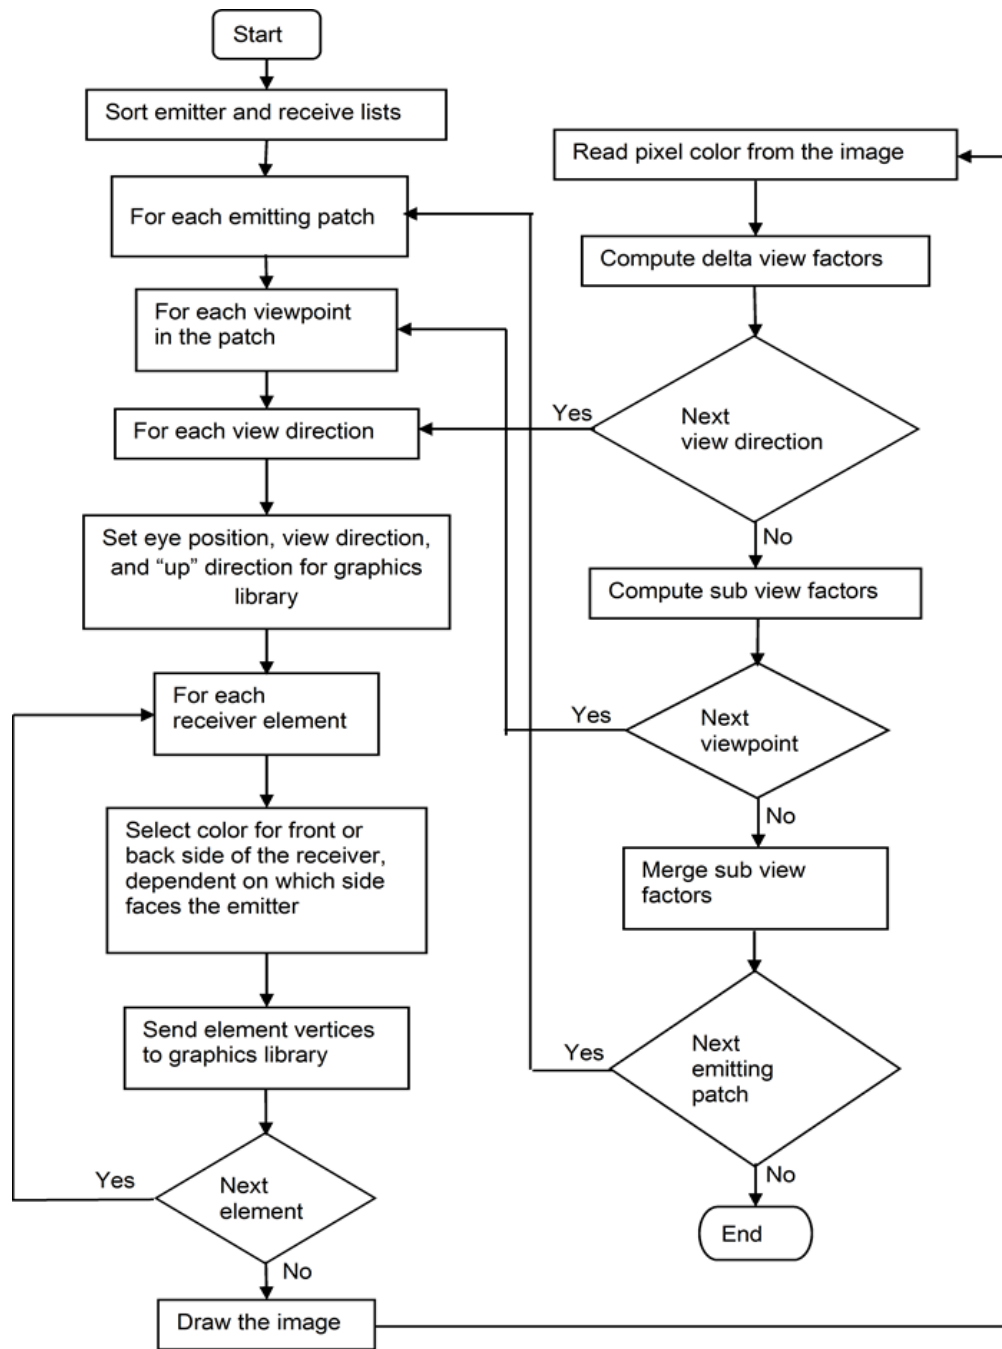 Start
Sort emitter and receive lists
For each emitting patch
For each viewpoint
in the patch
For each view direction
Set eye position, view direction,
and “up” direction for graphics
library
For each
receiver element
Select color for front or
back side of the receiver,
dependent on which side
faces the emitter
Send element vertices
to graphics library
Yes
Next
element
No
Draw the image
Read pixel color from the image
Compute delta view factors
Yes
Next
view direction
No
Compute sub view factors
Yes
Next
viewpoint
No
Merge sub view
factors
Yes
Next
emitting
patch
No
End